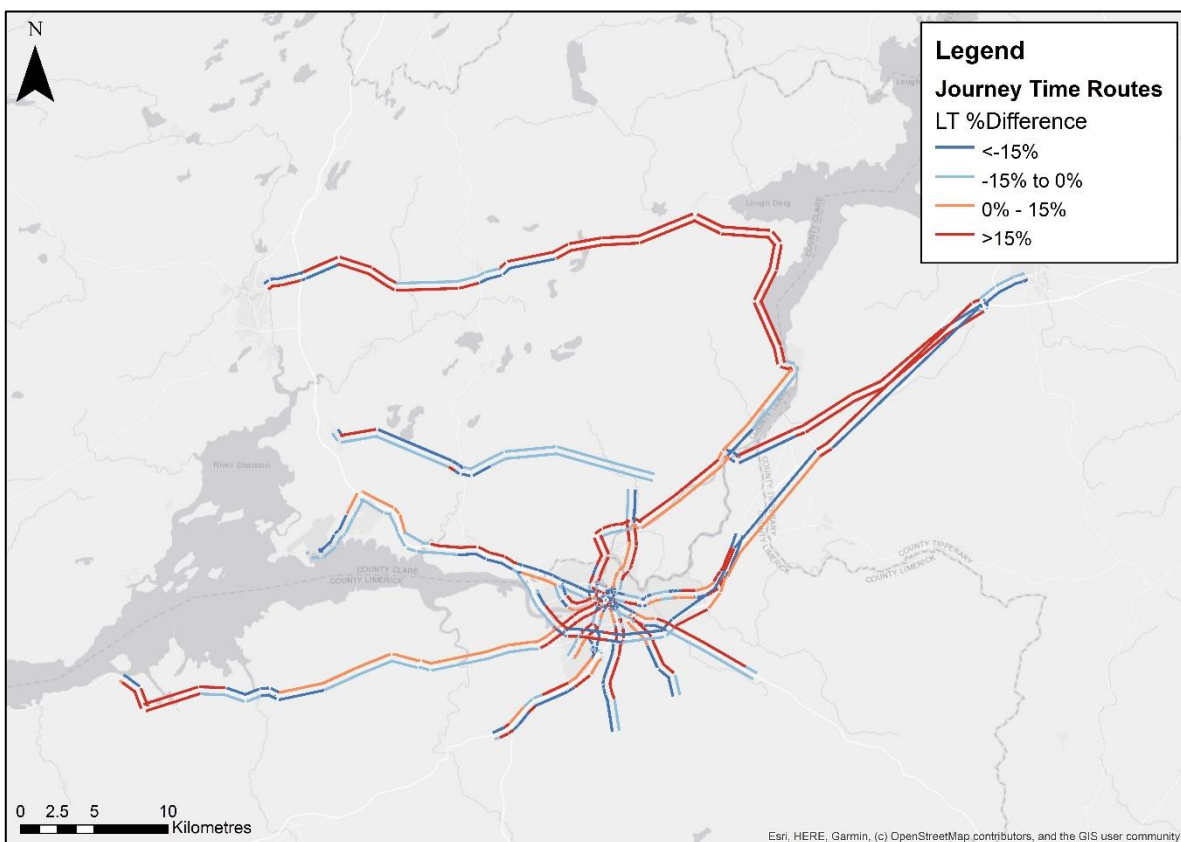 N
Legend
Journey Time Routes
LT %Difference
<-15%
-15% to 0%
0% - 15%
>15%
Lough Derg
COUNTY CLARE
River Shannon
COUNTY CLARE
COUNTY LIMERICK
COUNTY TIPPERARY
COUNTY LIMERICK
COUNTY TIPPERARY
COUNTY LIMERICK
0 2.5 5 10
Kilometres
Esri, HERE, Garmin, (c) OpenStreetMap contributors, and the GIS user community